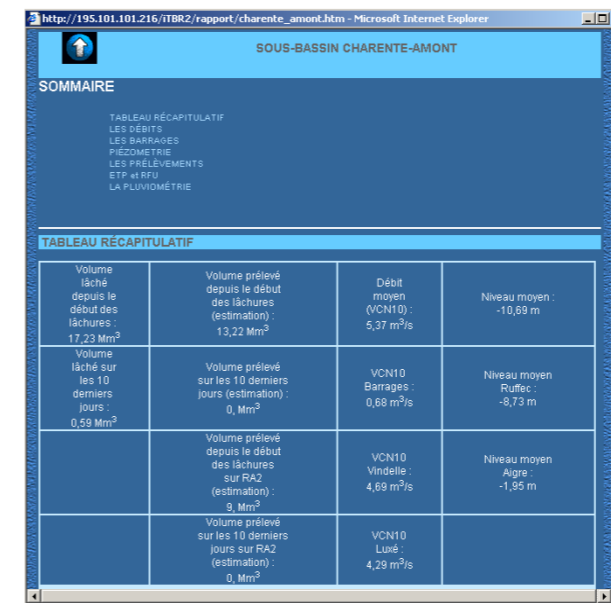 http://195.101.101.216/iTBR2/rapport/charente_amont.htm - Microsoft Internet Explorer
SOUS-BASSIN CHARENTE-AMONT
SOMMAIRE
TABLEAU RÉCAPITULATIF
LES DÉBITS
LES BARRAGES
PIÉZOMETRIE
LES PRÉLÈVEMENTS
ETP et RFU
LA PLUVIOMÉTRIE
TABLEAU RÉCAPITULATIF
Volume
lâché
depuis le
début des
lâchures :
17,23 Mm³
Volume prélevé
depuis le début
des lâchures
(estimation) :
13,22 Mm³
Débit
moyen
(VCN10) :
5,37 m³/s
Niveau moyen :
-10,69 m
Volume
lâché sur
les 10
derniers
jours :
0,59 Mm³
Volume prélevé
sur les 10 derniers
jours (estimation) :
0, Mm³
VCN10
Barrages :
0,68 m³/s
Niveau moyen
Ruffec :
-8,73 m
Volume prélevé
depuis le début
des lâchures
sur RA2
(estimation) :
9, Mm³
VCN10
Vindelle :
4,69 m³/s
Niveau moyen
Aigre :
-1,95 m
Volume prélevé
sur les 10 derniers
jours sur RA2
(estimation) :
0, Mm³
VCN10
Luxé :
4,29 m³/s